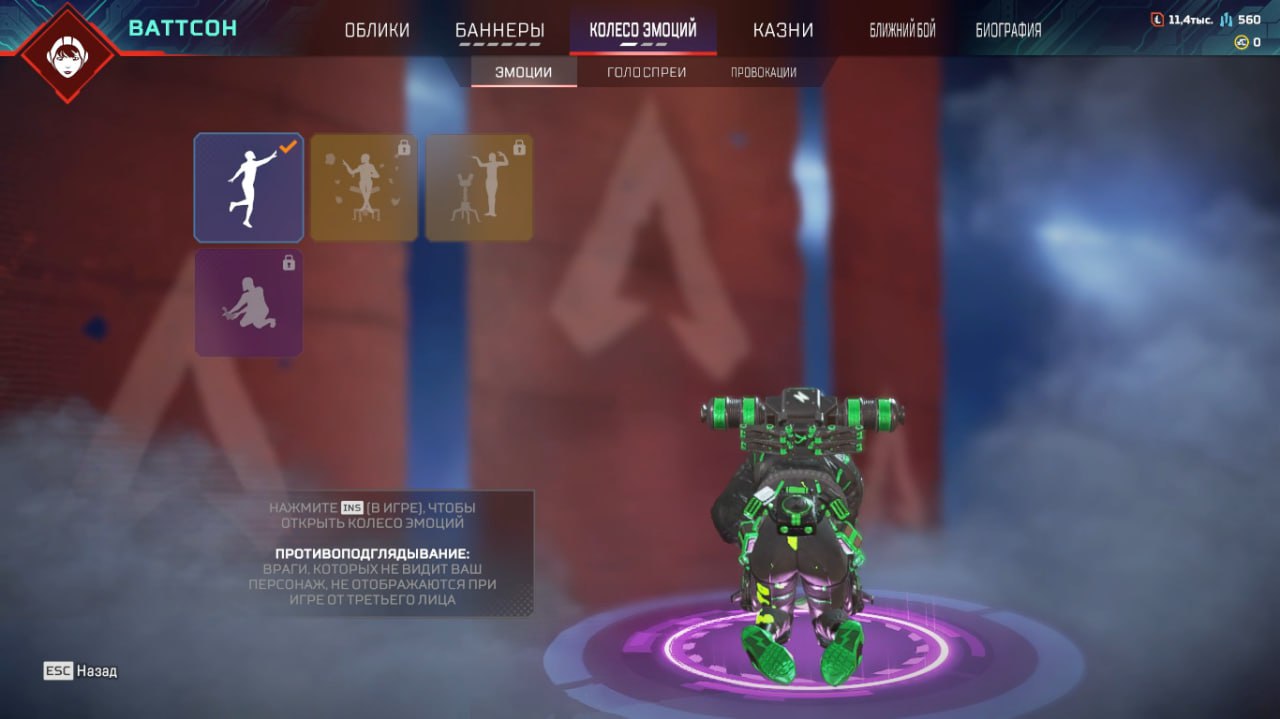 ВАТТСОН
ОБЛИКИ
БАННЕРЫ
КОЛЕСО ЭМОЦИЙ
КАЗНИ
БЛИЖНИЙ БОЙ
БИОГРАФИЯ
11,4тыс. 560
0
ЭМОЦИИ
ГОЛОСПРЕИ
ПРОВОКАЦИИ
НАЖМИТЕ INS (В ИГРЕ), ЧТОБЫ
ОТКРЫТЬ КОЛЕСО ЭМОЦИЙ
ПРОТИВОПОДГЛЯДЫВАНИЕ:
ВРАГИ, КОТОРЫХ НЕ ВИДИТ ВАШ
ПЕРСОНАЖ, НЕ ОТОБРАЖАЮТСЯ ПРИ
ИГРЕ ОТ ТРЕТЬЕГО ЛИЦА
ESC Назад